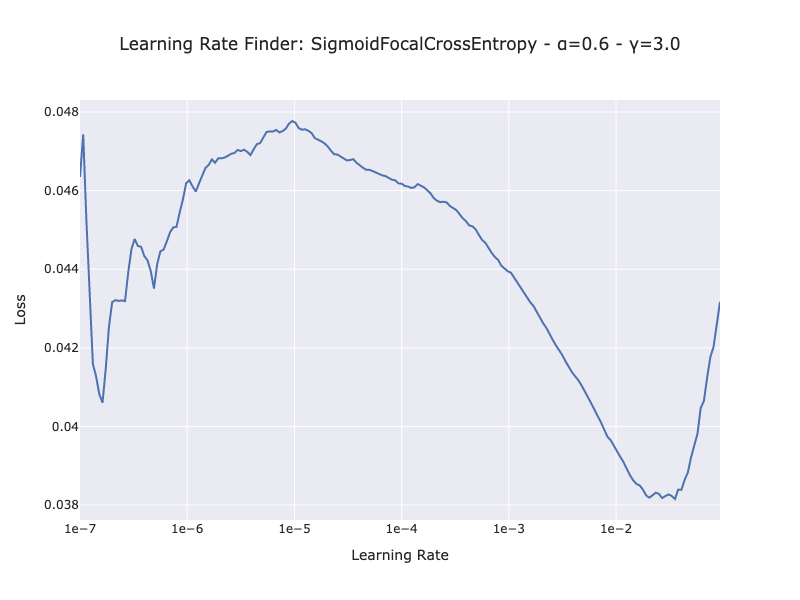 Learning Rate Finder: SigmoidFocalCrossEntropy - α=0.6 - γ=3.0
0.048
0.046
0.044
0.042
0.04
0.038
Loss
1e−7
1e−6
1e−5
1e−4
1e−3
1e−2
Learning Rate